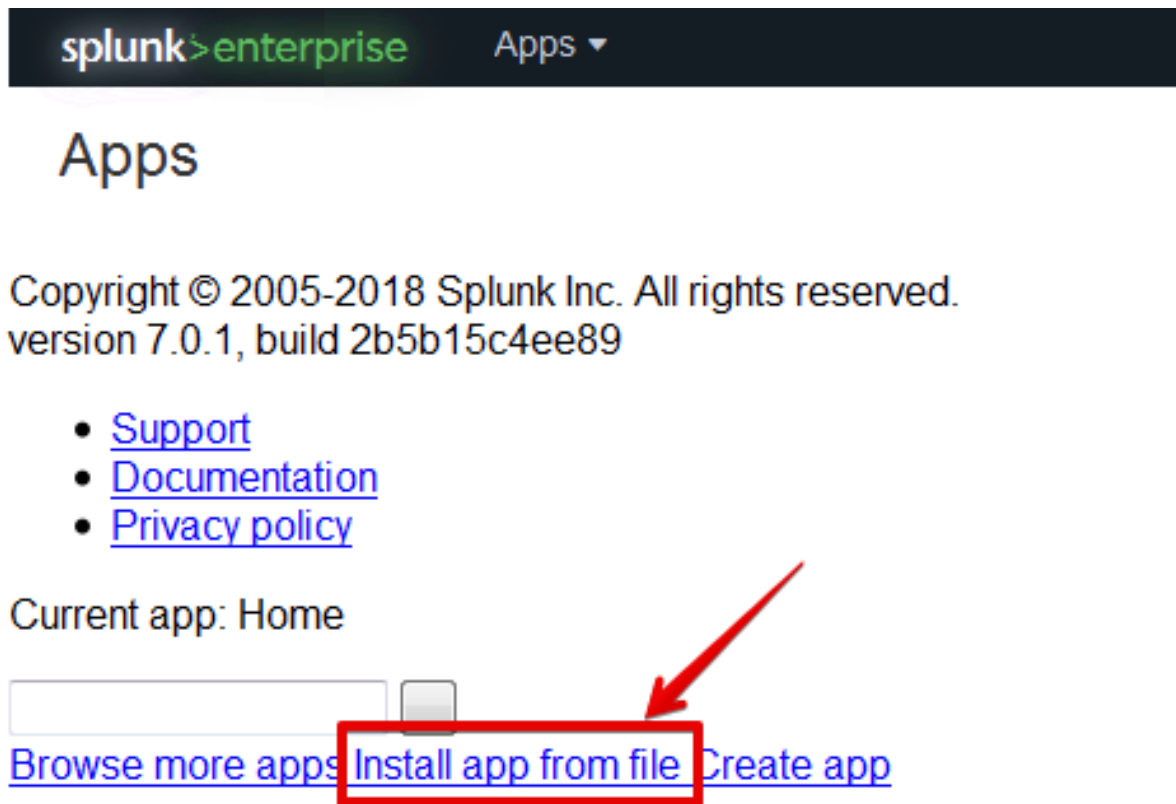 splunk>enterprise Apps
Apps
Copyright © 2005-2018 Splunk Inc. All rights reserved.
version 7.0.1, build 2b5b15c4ee89
Support
Documentation
Privacy policy
Current app: Home
Browse more apps Install app from file Create app